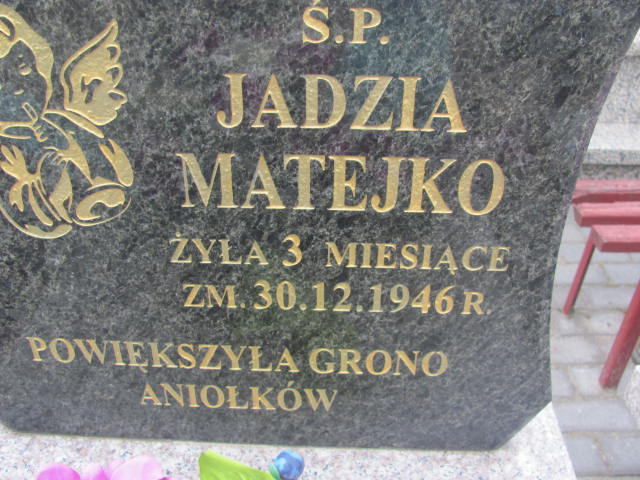 Ś.P.
JADZIA
MATEJKO
ŻYŁA 3 MIESIĄCE
ZM. 30.12.1946 R.
POWIĘKSZYŁA GRONO
ANIOŁKÓW